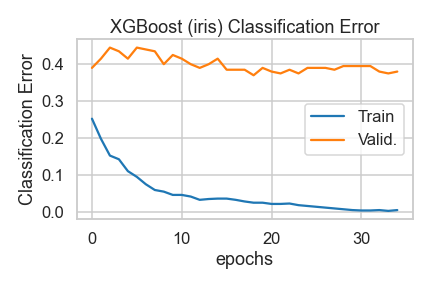 XGBoost (iris) Classification Error
Classification Error
0.4
0.3
0.2
0.1
0.0
Train
Valid.
0 10 20 30
epochs